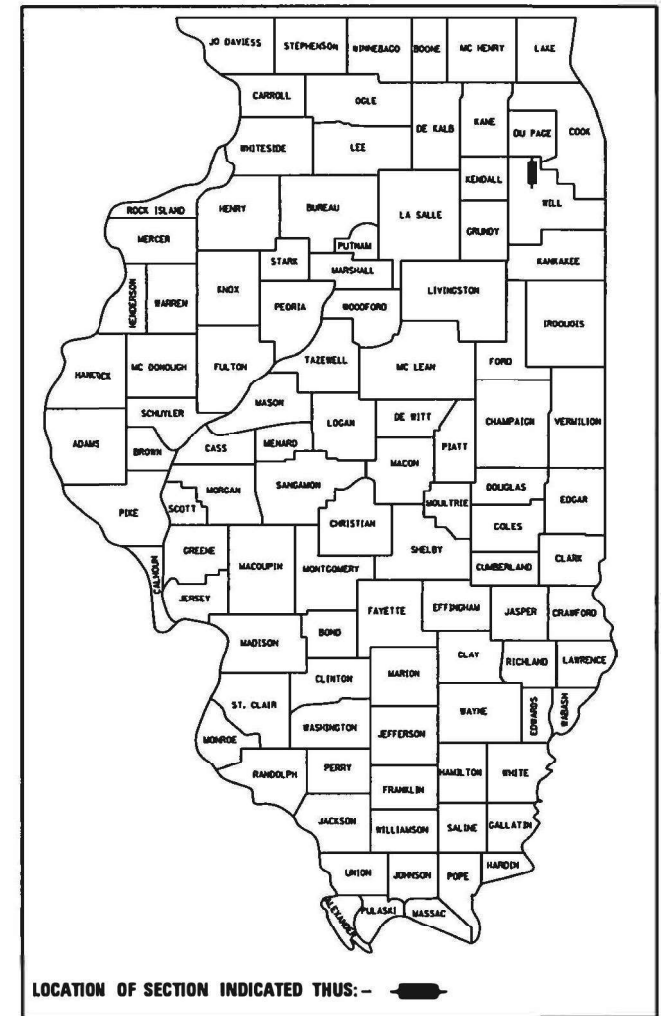 JO DAVIESS
STEPHENSON
WINNEBAGO
BOONE
MC HENRY
LAKE
CARROLL
OGLE
DE KALB
KANE
DU PAGE
COOK
WHITESIDE
LEE
KENDALL
WILL
ROCK ISLAND
HENRY
BUREAU
LA SALLE
GRUNDY
MERCER
PUTNAM
STARK
MARSHALL
KANKAKEE
HENDERSON
WARREN
KNOX
PEORIA
WOODFORD
LIVINGSTON
IROQUOIS
HANCOCK
MC DONOUGH
FULTON
TAZEWELL
MC LEAN
FORD
SCHUYLER
MASON
LOGAN
DE WITT
PIATT
CHAMPAIGN
VERMILION
ADAMS
BROWN
CASS
MENARD
MACON
PIKE
SCOTT
MORGAN
SANGAMON
CHRISTIAN
MOULTRIE
DOUGLAS
EDGAR
COLES
CALHOUN
GREENE
MACOUPIN
MONTGOMERY
SHELBY
CUMBERLAND
CLARK
JERSEY
FAYETTE
EFFINGHAM
JASPER
CRAWFORD
MADISON
BOND
CLAY
RICHLAND
LAWRENCE
CLINTON
MARION
ST. CLAIR
WAYNE
EDWARDS
WABASH
MONROE
WASHINGTON
JEFFERSON
RANDOLPH
PERRY
HAMILTON
WHITE
FRANKLIN
JACKSON
WILLIAMSON
SALINE
GALLATIN
UNION
JOHNSON
POPE
HARDIN
ALEXANDER
PULASKI
MASSAC
LOCATION OF SECTION INDICATED THUS:-